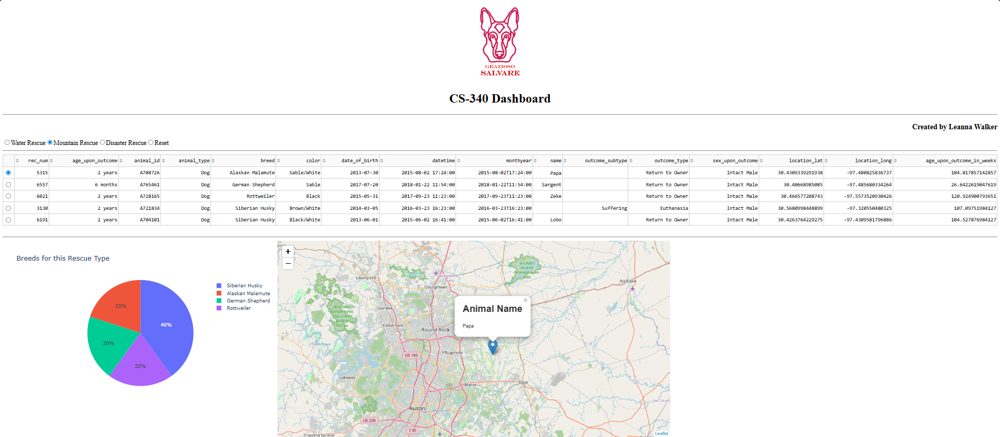 GRAZIOSO
SALVARE
CS-340 Dashboard
Created by Leanna Walker
Water Rescue Mountain Rescue Disaster Rescue Reset
rec_num age_upon_outcome animal_id animal_type breed color date_of_birth datetime monthyear name outcome_subtype outcome_type sex_upon_outcome location_lat location_long age_upon_outcome_in_weeks
5315 2 years A708726 Dog Alaskan Malamute Sable/White 2013-07-30 2015-08-02 17:24:00 2015-08-02T17:24:00 Papa Return to Owner Intact Male 30.4309339291938 -97.480825836737 104.817857142857
6557 6 months A765461 Dog German Shepherd Sable 2017-07-20 2018-01-22 11:54:00 2018-01-22T11:54:00 Sargent Return to Owner Intact Male 30.40668985085 -97.485680334264 26.6422619047619
6021 2 years A728165 Dog Rottweiler Black 2015-05-31 2017-09-23 11:23:00 2017-09-23T11:23:00 Zeke Return to Owner Intact Male 30.466577208743 -97.5573520930426 120.924900793651
3130 2 years A721834 Dog Siberian Husky Brown/White 2014-03-05 2016-03-23 16:23:00 2016-03-23T16:23:00 Suffering Euthanasia Intact Male 30.5680998448899 -97.320550480325 107.09751984127
6191 2 years A704101 Dog Siberian Husky Black/White 2013-06-01 2015-06-02 16:41:00 2015-06-02T16:41:00 Lobo Return to Owner Intact Male 30.4263764229275 -97.4309581796886 104.527876984127
Breeds for this Rescue Type
40%
20%
20%
20%
Siberian Husky
Alaskan Malamute
German Shepherd
Rottweiler
+
−
Granger
Wildlife
Management
Area
Liberty Hill
Williamson
County
Georgetown
Rockdale
Balcones
Canyonlands
National
Wildlife
Refuge
Leander
Cedar Park
Round Rock
Animal Name
×
Papa
Lake Travis
US 183
Pflugerville
Lakeway
Travis County
Manor
Elgin
Lee County
Austin
US 290
I 35
Dripping Springs
Leaflet